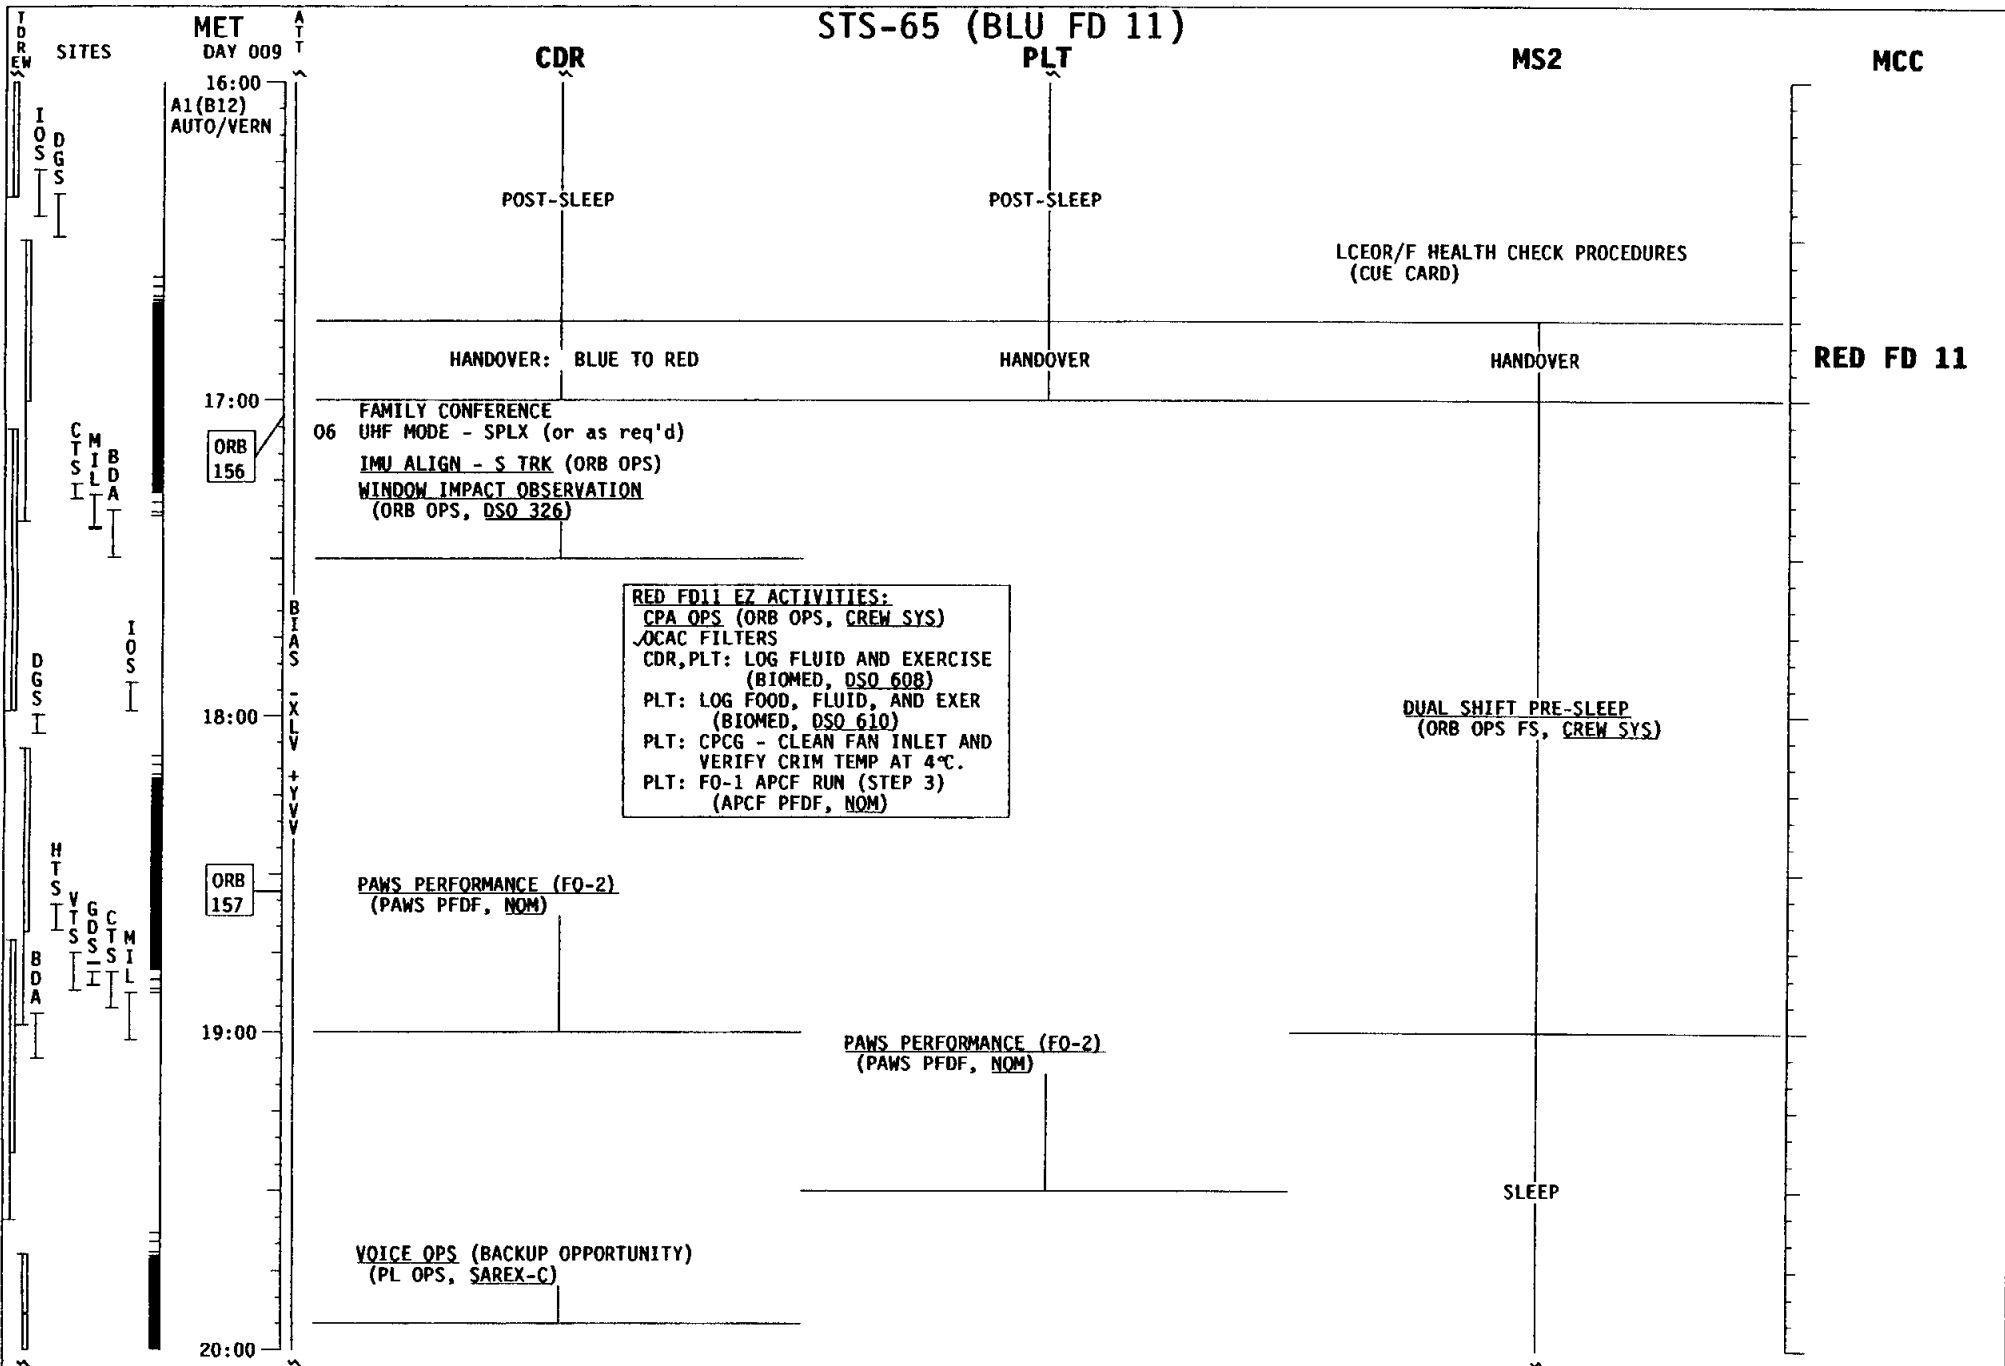 STS-65 (BLU FD 11)
TDREW
SITES
MET
DAY 009
ATT
CDR
PLT
MS2
MCC
16:00
A1(B12)
AUTO/VERN
IOS
DGS
POST-SLEEP
POST-SLEEP
LCEOR/F HEALTH CHECK PROCEDURES
(CUE CARD)
HANDOVER: BLUE TO RED
HANDOVER
HANDOVER
RED FD 11
17:00
FAMILY CONFERENCE
06 UHF MODE - SPLX (or as req'd)
ORB
156
IMU ALIGN - S TRK (ORB OPS)
WINDOW IMPACT OBSERVATION
(ORB OPS, DSO 326)
CTS
MIL
BDA
RED FD11 EZ ACTIVITIES:
CPA OPS (ORB OPS, CREW SYS)
√OCAC FILTERS
CDR,PLT: LOG FLUID AND EXERCISE
(BIOMED, DSO 608)
PLT: LOG FOOD, FLUID, AND EXER
(BIOMED, DSO 610)
PLT: CPCG - CLEAN FAN INLET AND
VERIFY CRIM TEMP AT 4°C.
PLT: FO-1 APCF RUN (STEP 3)
(APCF PFDF, NOM)
BIAS -XLV +YVV
IOS
DGS
18:00
DUAL SHIFT PRE-SLEEP
(ORB OPS FS, CREW SYS)
HTS
VTS
GDS
CTS
MIL
BDA
ORB
157
PAWS PERFORMANCE (FO-2)
(PAWS PFDF, NOM)
19:00
PAWS PERFORMANCE (FO-2)
(PAWS PFDF, NOM)
SLEEP
VOICE OPS (BACKUP OPPORTUNITY)
(PL OPS, SAREX-C)
20:00